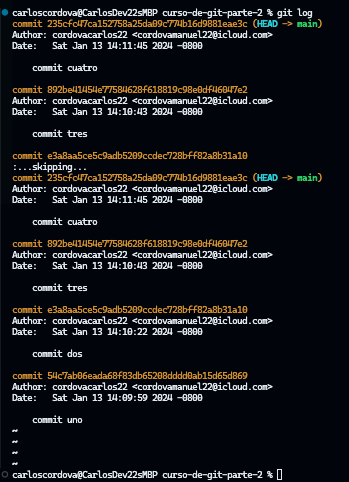 carloscordova@CarlosDev22sMBP curso-de-git-parte-2 % git log
commit 235cfc47ca152758a25da09c774b16d9881eae3c (HEAD -> main)
Author: cordovacarlos22 <cordovamanuel22@icloud.com>
Date:   Sat Jan 13 14:11:45 2024 -0800
commit cuatro
commit 892be41454e77584628f618819c98e0df46047e2
Author: cordovacarlos22 <cordovamanuel22@icloud.com>
Date:   Sat Jan 13 14:10:43 2024 -0800
commit tres
commit e3a8aa5ce5c9adb5209ccdec728bff82a8b31a10
:...skipping...
commit 235cfc47ca152758a25da09c774b16d9881eae3c (HEAD -> main)
Author: cordovacarlos22 <cordovamanuel22@icloud.com>
Date:   Sat Jan 13 14:11:45 2024 -0800
commit cuatro
commit 892be41454e77584628f618819c98e0df46047e2
Author: cordovacarlos22 <cordovamanuel22@icloud.com>
Date:   Sat Jan 13 14:10:43 2024 -0800
commit tres
commit e3a8aa5ce5c9adb5209ccdec728bff82a8b31a10
Author: cordovacarlos22 <cordovamanuel22@icloud.com>
Date:   Sat Jan 13 14:10:22 2024 -0800
commit dos
commit 54c7ab06eada68f83db65208dddd0ab15d65d869
Author: cordovacarlos22 <cordovamanuel22@icloud.com>
Date:   Sat Jan 13 14:09:59 2024 -0800
commit uno
~
~
~
~
carloscordova@CarlosDev22sMBP curso-de-git-parte-2 %